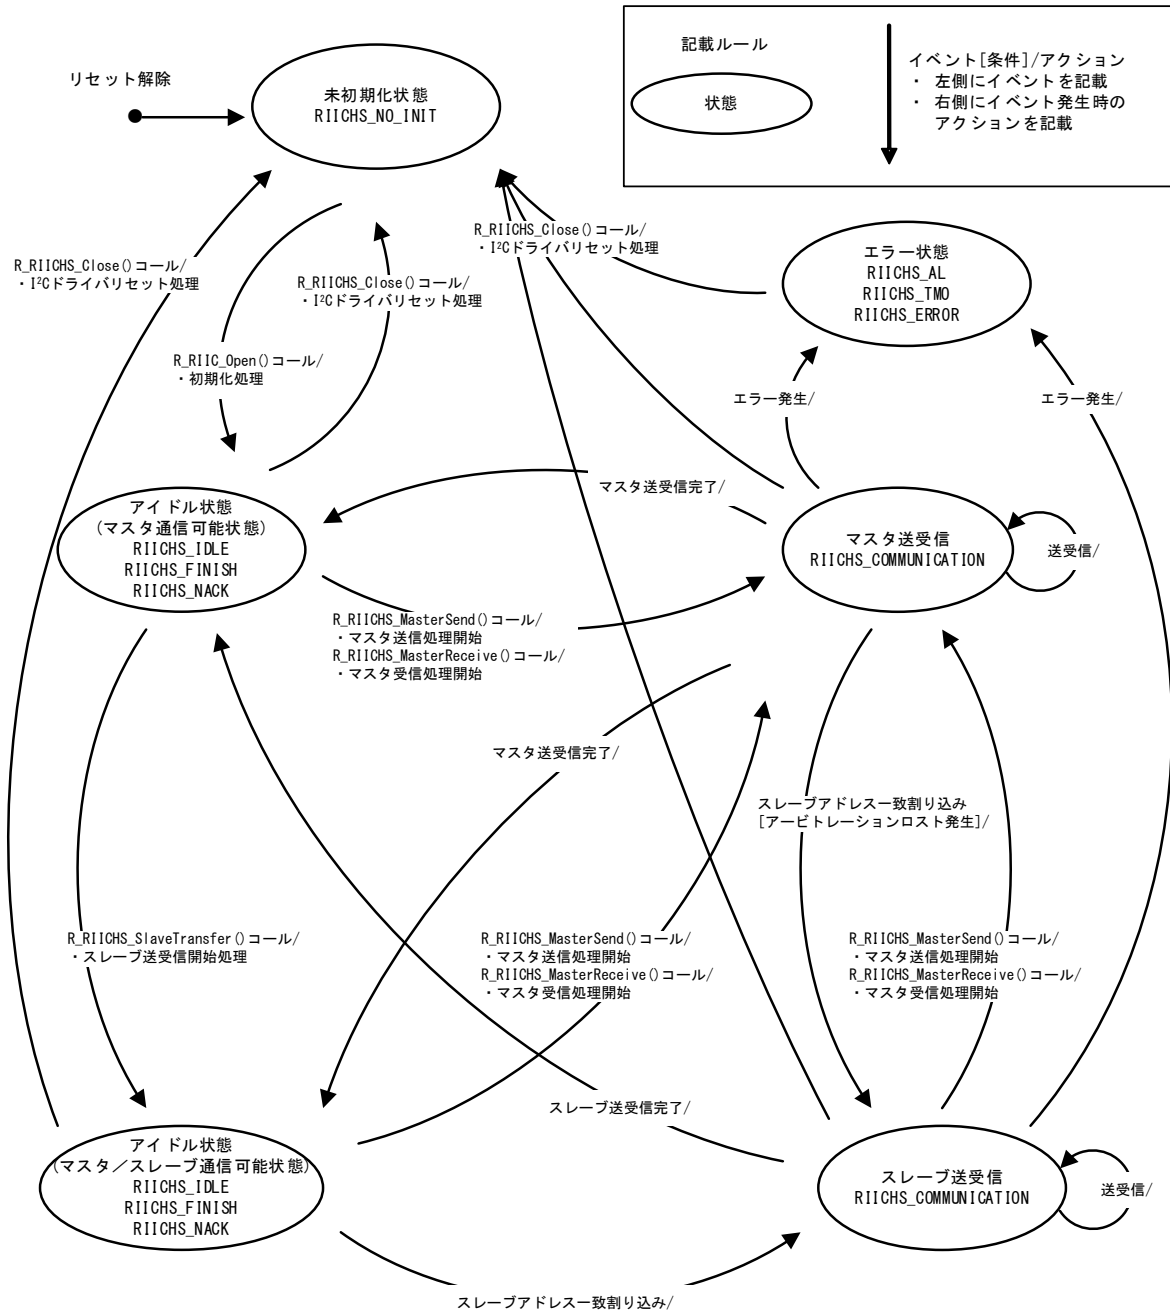 記載ルール
状態
イベント[条件]/アクション
・ 左側にイベントを記載
・ 右側にイベント発生時の
アクションを記載
リセット解除
未初期化状態
RIICHS_NO_INIT
R_RIICHS_Close()コール/
・I²Cドライバリセット処理
R_RIICHS_Close()コール/
・I²Cドライバリセット処理
R_RIICHS_Close()コール/
・I²Cドライバリセット処理
エラー状態
RIICHS_AL
RIICHS_TMO
RIICHS_ERROR
R_RIIC_Open()コール/
・初期化処理
エラー発生/
エラー発生/
マスタ送受信完了/
アイドル状態
(マスタ通信可能状態)
RIICHS_IDLE
RIICHS_FINISH
RIICHS_NACK
マスタ送受信
RIICHS_COMMUNICATION
送受信/
R_RIICHS_MasterSend()コール/
・マスタ送信処理開始
R_RIICHS_MasterReceive()コール/
・マスタ受信処理開始
マスタ送受信完了/
スレーブアドレス一致割り込み
[アービトレーションロスト発生]/
R_RIICHS_SlaveTransfer()コール/
・スレーブ送受信開始処理
R_RIICHS_MasterSend()コール/
・マスタ送信処理開始
R_RIICHS_MasterReceive()コール/
・マスタ受信処理開始
R_RIICHS_MasterSend()コール/
・マスタ送信処理開始
R_RIICHS_MasterReceive()コール/
・マスタ受信処理開始
スレーブ送受信完了/
アイドル状態
(マスタ／スレーブ通信可能状態)
RIICHS_IDLE
RIICHS_FINISH
RIICHS_NACK
スレーブ送受信
RIICHS_COMMUNICATION
送受信/
スレーブアドレス一致割り込み/